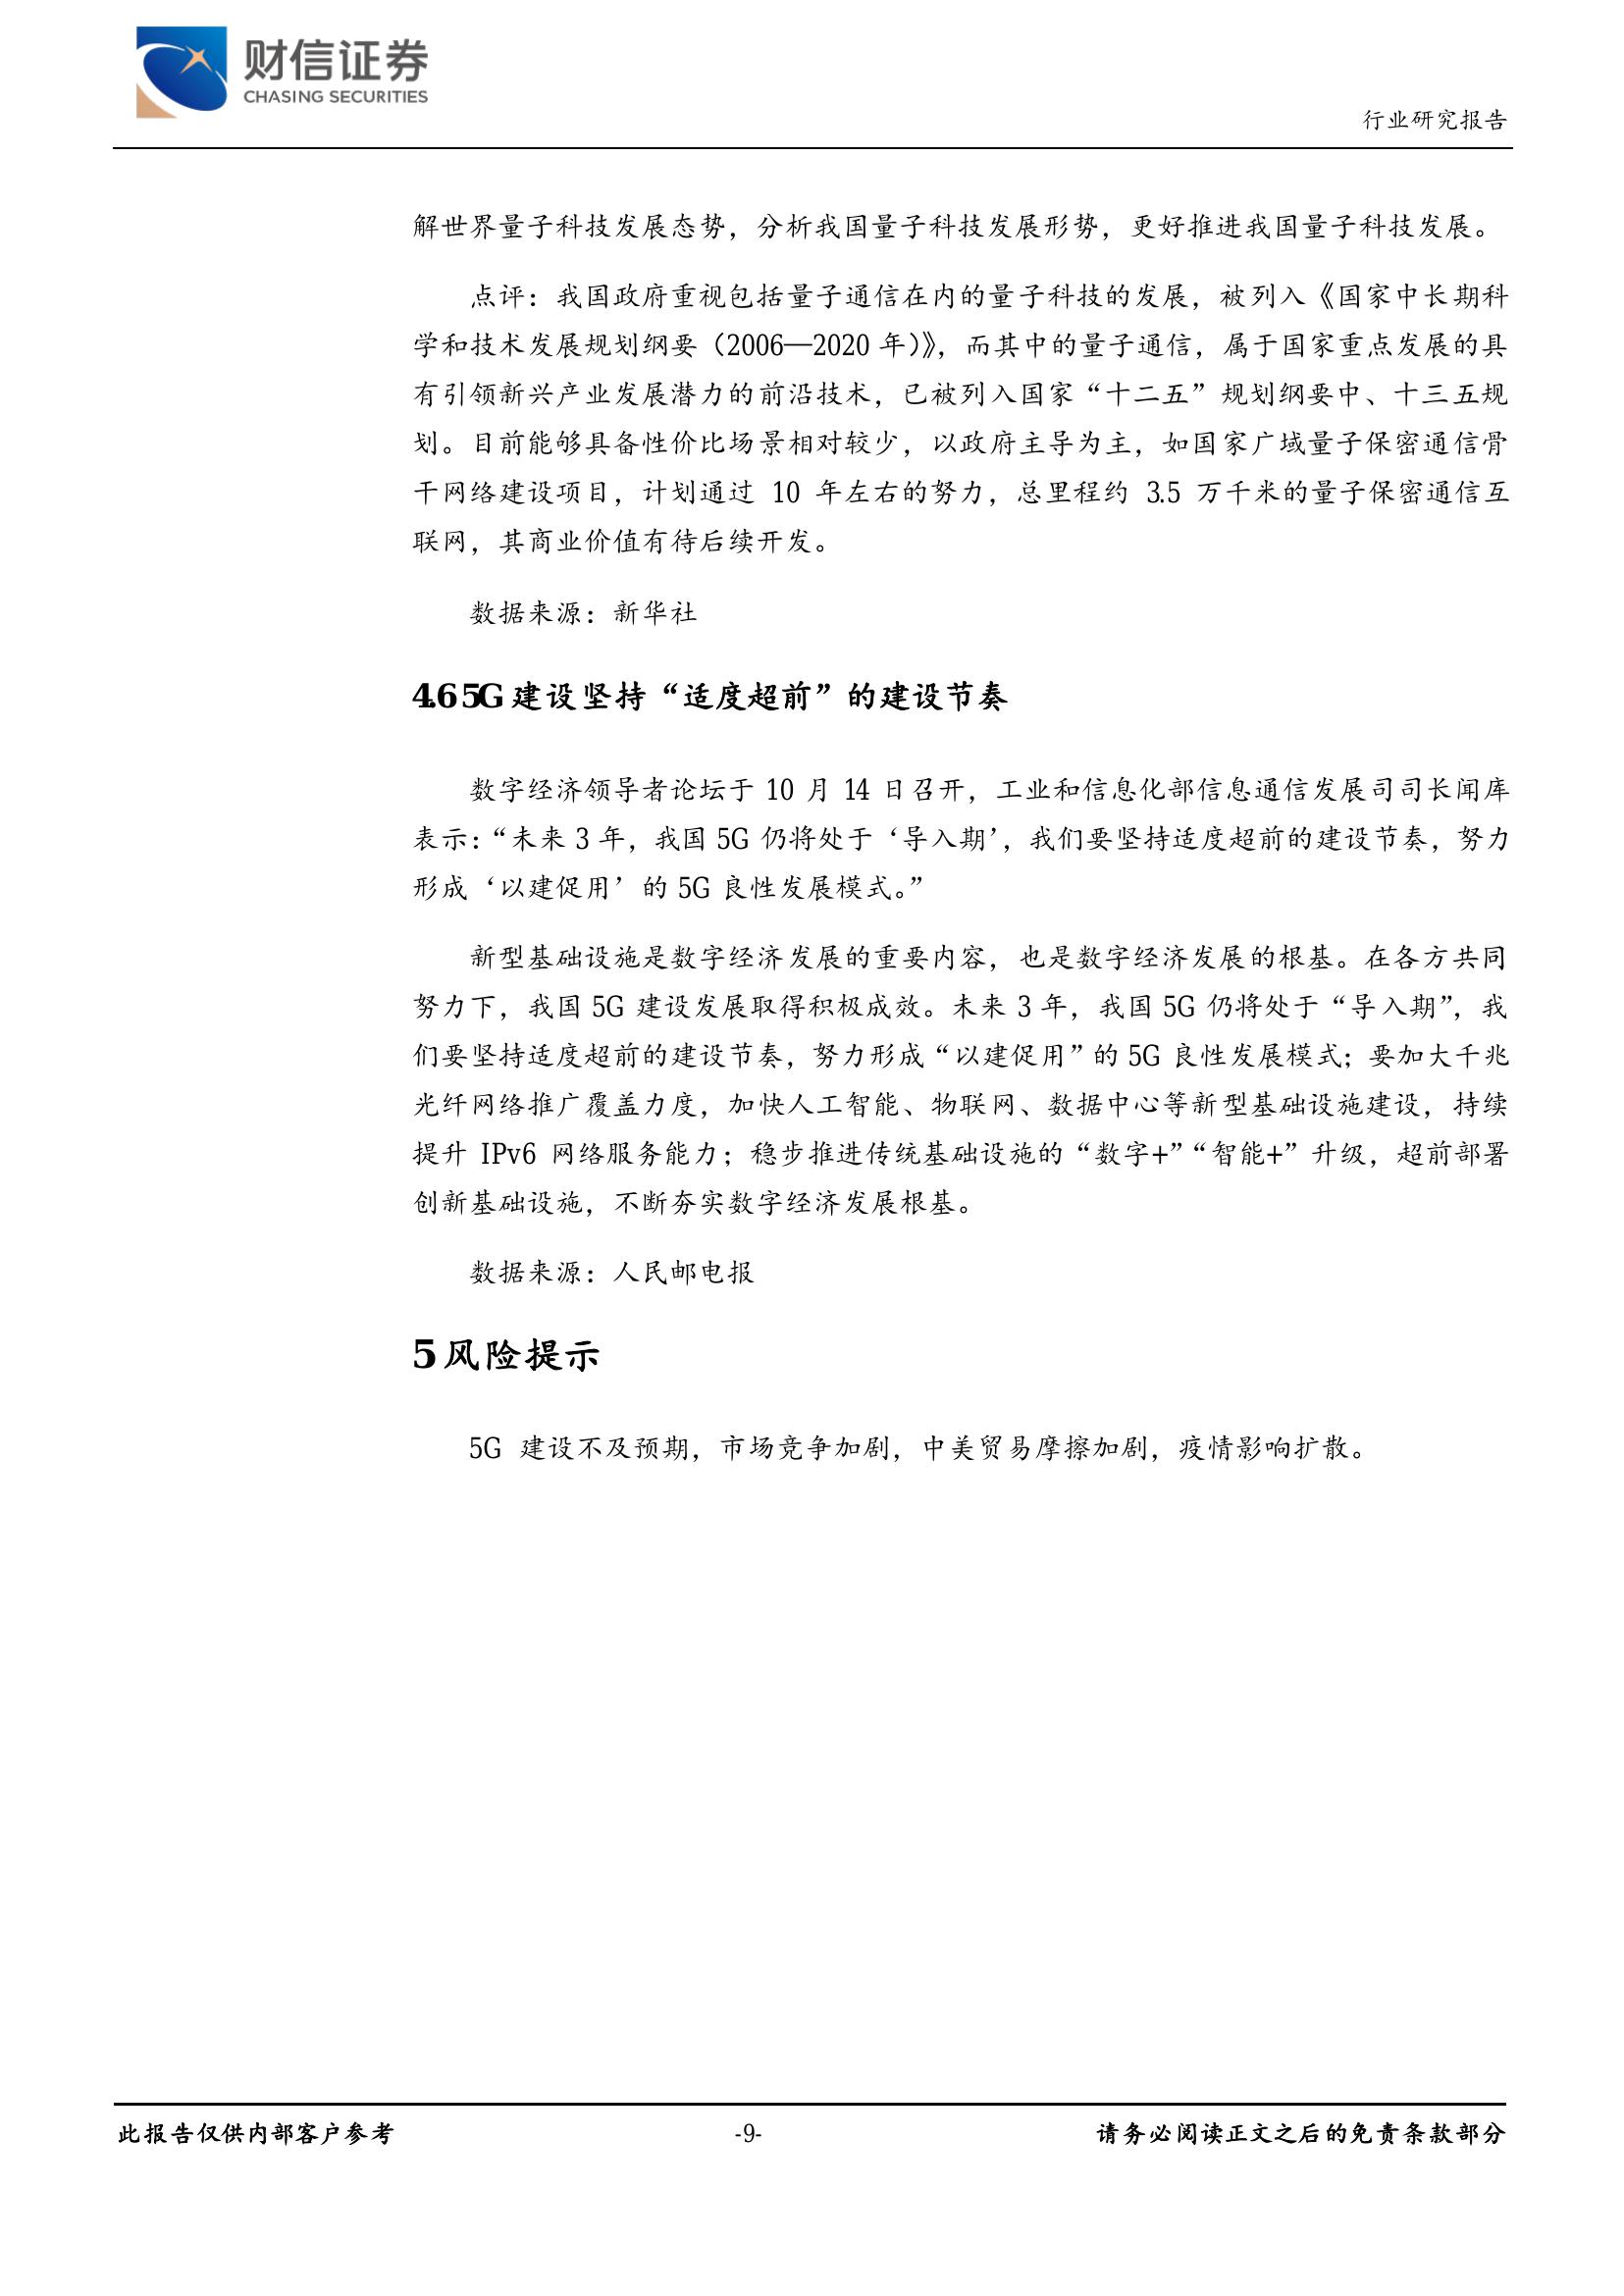 财信证券
CHASING SECURITIES
行业研究报告
解世界量子科技发展态势，分析我国量子科技发展形势，更好推进我国量子科技发展。
点评：我国政府重视包括量子通信在内的量子科技的发展，被列入《国家中长期科
学和技术发展规划纲要（2006—2020 年）》，而其中的量子通信，属于国家重点发展的具
有引领新兴产业发展潜力的前沿技术，已被列入国家“十二五”规划纲要中、十三五规
划。目前能够具备性价比场景相对较少，以政府主导为主，如国家广域量子保密通信骨
干网络建设项目，计划通过 10 年左右的努力，总里程约 3.5 万千米的量子保密通信互
联网，其商业价值有待后续开发。
数据来源：新华社
4.6 5G 建设坚持“适度超前”的建设节奏
数字经济领导者论坛于 10 月 14 日召开，工业和信息化部信息通信发展司司长闻库
表示：“未来 3 年，我国 5G 仍将处于‘导入期’，我们要坚持适度超前的建设节奏，努力
形成‘以建促用’的 5G 良性发展模式。”
新型基础设施是数字经济发展的重要内容，也是数字经济发展的根基。在各方共同
努力下，我国 5G 建设发展取得积极成效。未来 3 年，我国 5G 仍将处于“导入期”，我
们要坚持适度超前的建设节奏，努力形成“以建促用”的 5G 良性发展模式；要加大千兆
光纤网络推广覆盖力度，加快人工智能、物联网、数据中心等新型基础设施建设，持续
提升 IPv6 网络服务能力；稳步推进传统基础设施的“数字+”“智能+”升级，超前部署
创新基础设施，不断夯实数字经济发展根基。
数据来源：人民邮电报
5 风险提示
5G 建设不及预期，市场竞争加剧，中美贸易摩擦加剧，疫情影响扩散。
此报告仅供内部客户参考
-9-
请务必阅读正文之后的免责条款部分